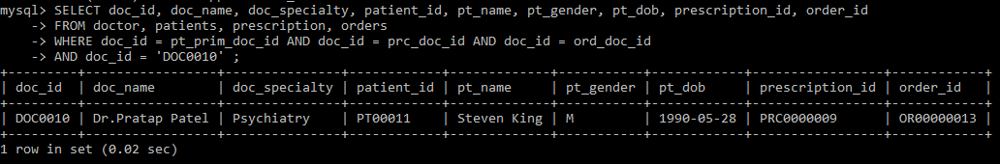 mysql> SELECT doc_id, doc_name, doc_specialty, patient_id, pt_name, pt_gender, pt_dob, prescription_id, order_id
    -> FROM doctor, patients, prescription, orders
    -> WHERE doc_id = pt_prim_doc_id AND doc_id = prc_doc_id AND doc_id = ord_doc_id
    -> AND doc_id = 'DOC0010' ;
+---------+-----------------+---------------+------------+-------------+-----------+------------+-----------------+------------+
| doc_id  | doc_name        | doc_specialty | patient_id | pt_name     | pt_gender | pt_dob     | prescription_id | order_id   |
+---------+-----------------+---------------+------------+-------------+-----------+------------+-----------------+------------+
| DOC0010 | Dr.Pratap Patel | Psychiatry    | PT00011    | Steven King | M         | 1990-05-28 | PRC0000009      | OR00000013 |
+---------+-----------------+---------------+------------+-------------+-----------+------------+-----------------+------------+
1 row in set (0.02 sec)